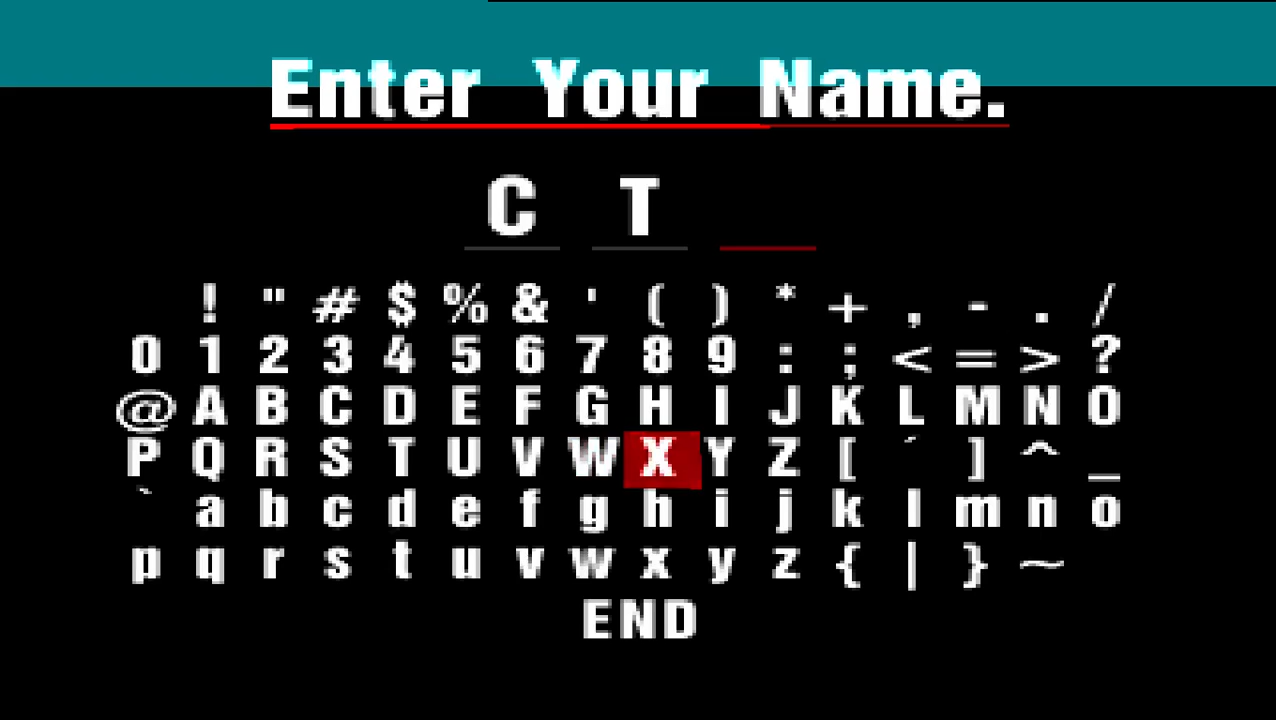 Enter Your Name.
C T
! " # $ % & ' ( ) * + , - . /
0 1 2 3 4 5 6 7 8 9 : ; < = > ?
@ A B C D E F G H I J K L M N O
P Q R S T U V W X Y Z [ ´ ] ^ _
` a b c d e f g h i j k l m n o
p q r s t u v w x y z { | } ~
END